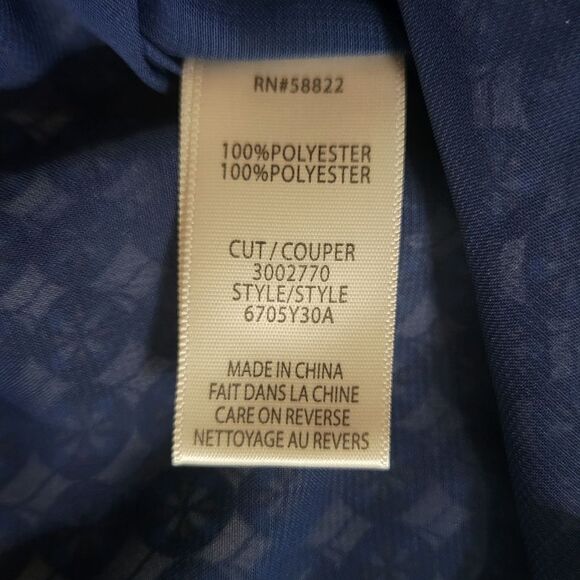 RN#58822
100%POLYESTER
100%POLYESTER
CUT / COUPER
3002770
STYLE/STYLE
6705Y30A
MADE IN CHINA
FAIT DANS LA CHINE
CARE ON REVERSE
NETTOYAGE AU REVERS